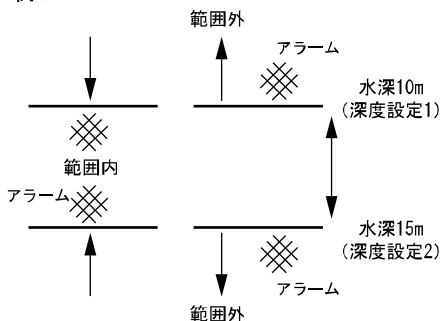 範囲外
アラーム
水深10m
(深度設定1)
範囲内
アラーム
水深15m
(深度設定2)
アラーム
範囲外